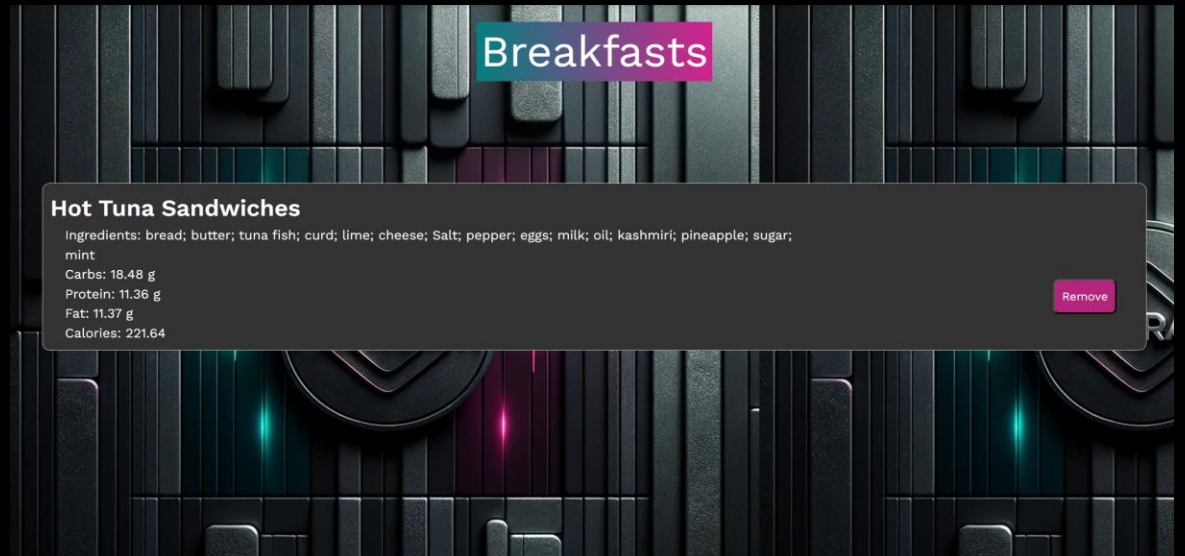 Breakfasts
Hot Tuna Sandwiches
Ingredients: bread; butter; tuna fish; curd; lime; cheese; Salt; pepper; eggs; milk; oil; kashmiri; pineapple; sugar;
mint
Carbs: 18.48 g
Protein: 11.36 g
Remove
Fat: 11.37 g
Calories: 221.64